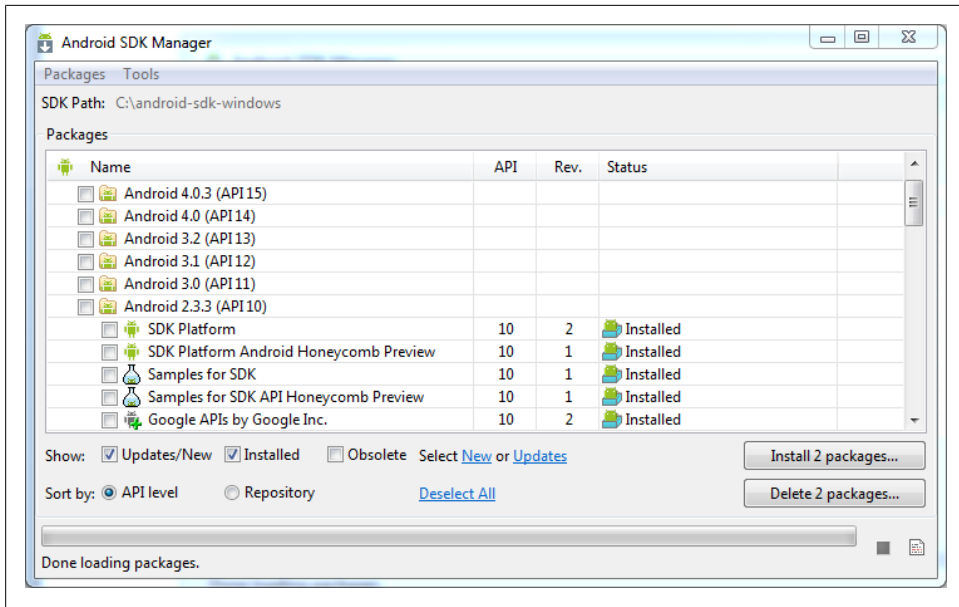 Android SDK Manager
Packages Tools
SDK Path: C:\android-sdk-windows
Packages
Name API Rev. Status
Android 4.0.3 (API 15)
Android 4.0 (API 14)
Android 3.2 (API 13)
Android 3.1 (API 12)
Android 3.0 (API 11)
Android 2.3.3 (API 10)
SDK Platform 10 2 Installed
SDK Platform Android Honeycomb Preview 10 1 Installed
Samples for SDK 10 1 Installed
Samples for SDK API Honeycomb Preview 10 1 Installed
Google APIs by Google Inc. 10 2 Installed
Show: Updates/New Installed Obsolete Select New or Updates Install 2 packages...
Sort by: API level Repository Deselect All Delete 2 packages...
Done loading packages.